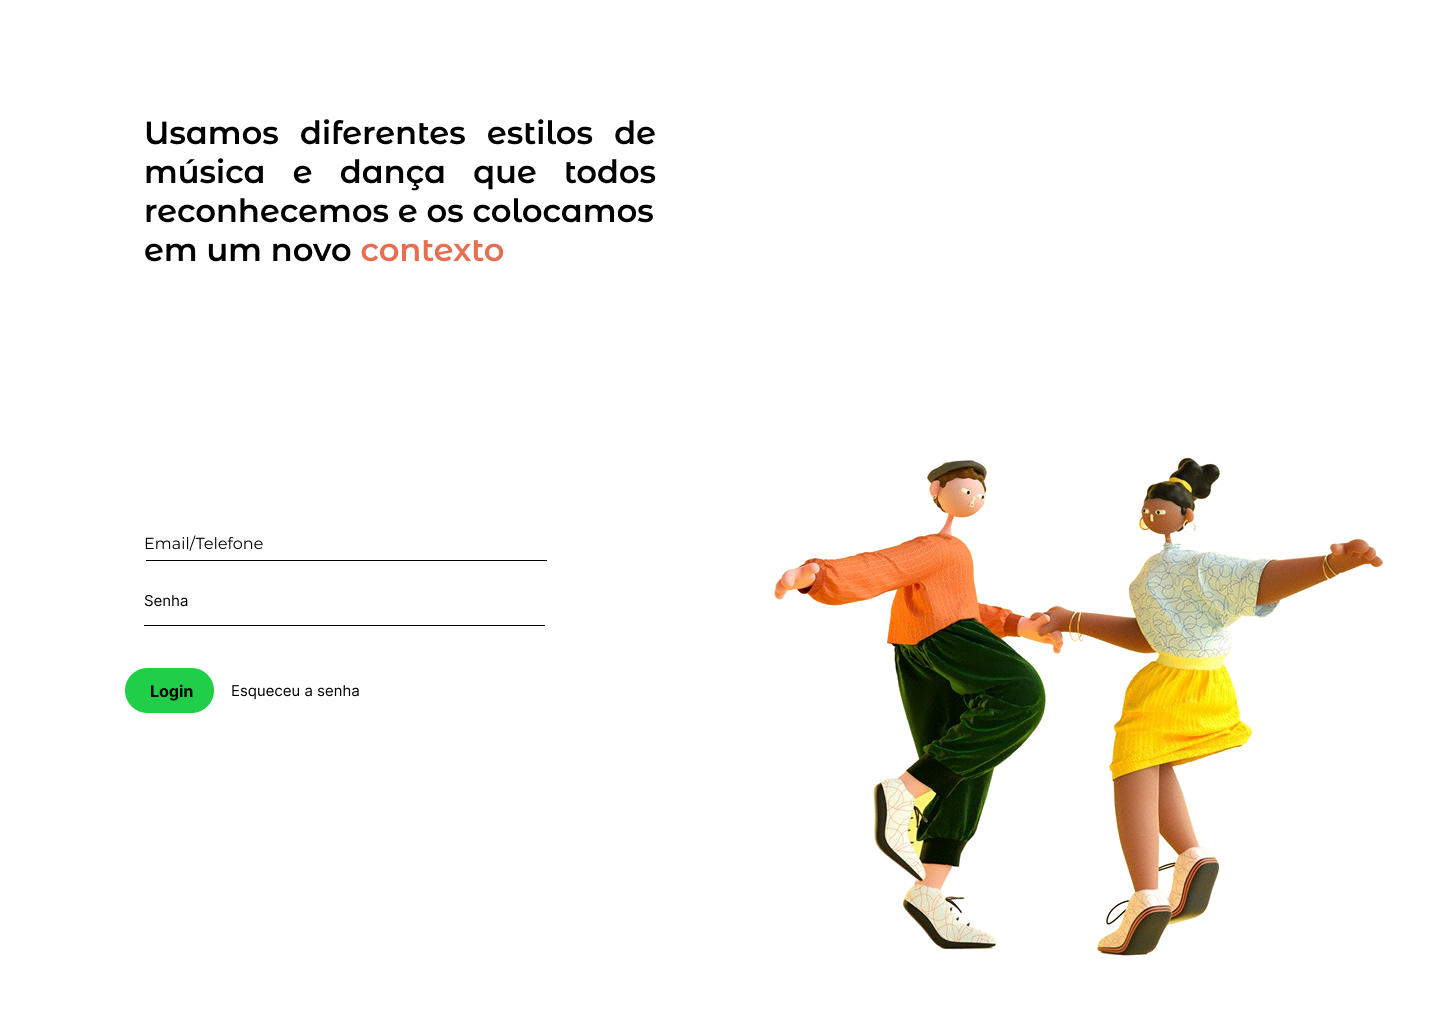 Usamos diferentes estilos de
música e dança que todos
reconhecemos e os colocamos
em um novo contexto
Email/Telefone
Senha
Login
Esqueceu a senha